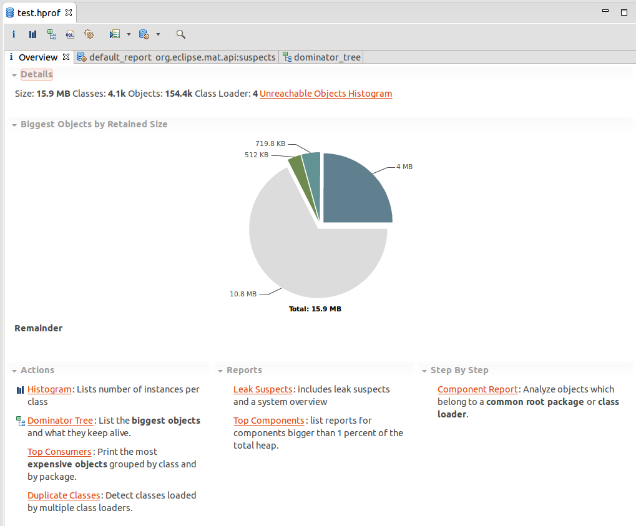 test.hprof
i Overview default_report org.eclipse.mat.api:suspects dominator_tree
Details
Size: 15.9 MB Classes: 4.1k Objects: 154.4k Class Loader: 4 Unreachable Objects Histogram
Biggest Objects by Retained Size
719.8 KB
512 KB
4 MB
10.8 MB
Total: 15.9 MB
Remainder
Actions
Histogram: Lists number of instances per
class
Dominator Tree: List the biggest objects
and what they keep alive.
Top Consumers: Print the most
expensive objects grouped by class and
by package.
Duplicate Classes: Detect classes loaded
by multiple class loaders.
Reports
Leak Suspects: includes leak suspects
and a system overview
Top Components: list reports for
components bigger than 1 percent of the
total heap.
Step By Step
Component Report: Analyze objects which
belong to a common root package or class
loader.